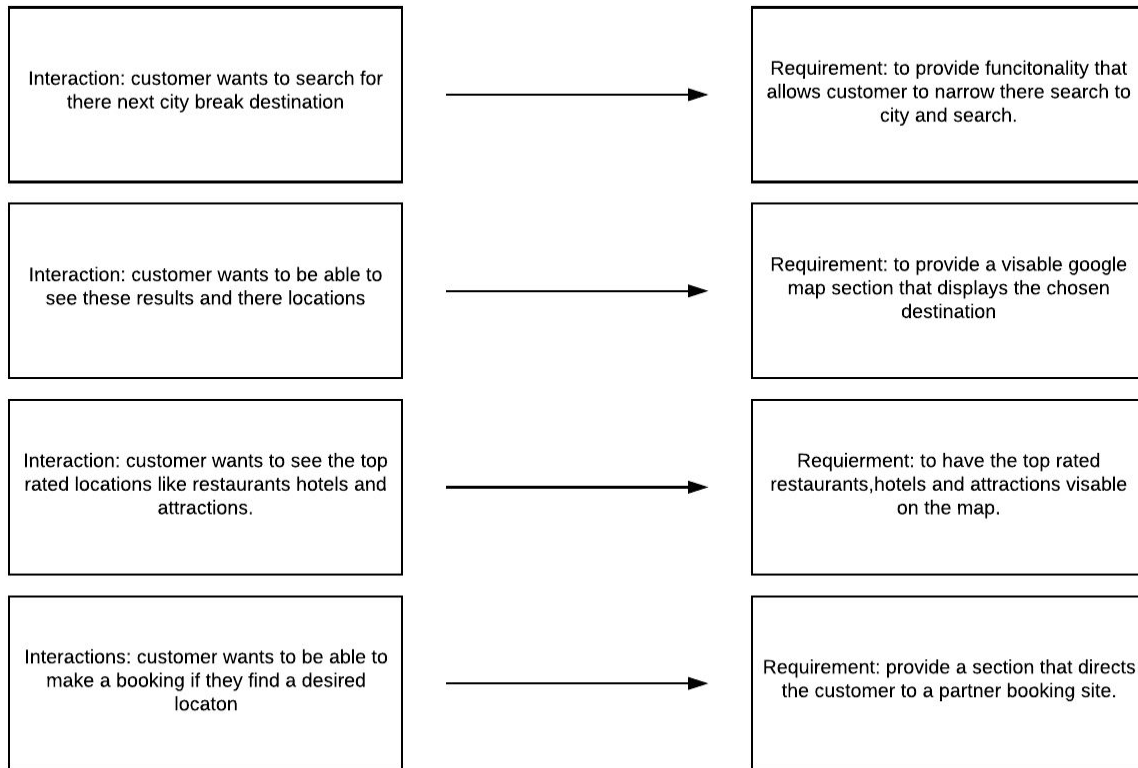 Interaction: customer wants to search for
there next city break destination
Requirement: to provide funcitonality that
allows customer to narrow there search to
city and search.
Interaction: customer wants to be able to
see these results and there locations
Requirement: to provide a visable google
map section that displays the chosen
destination
Interaction: customer wants to see the top
rated locations like restaurants hotels and
attractions.
Requierment: to have the top rated
restaurants,hotels and attractions visable
on the map.
Interactions: customer wants to be able to
make a booking if they find a desired
locaton
Requirement: provide a section that directs
the customer to a partner booking site.